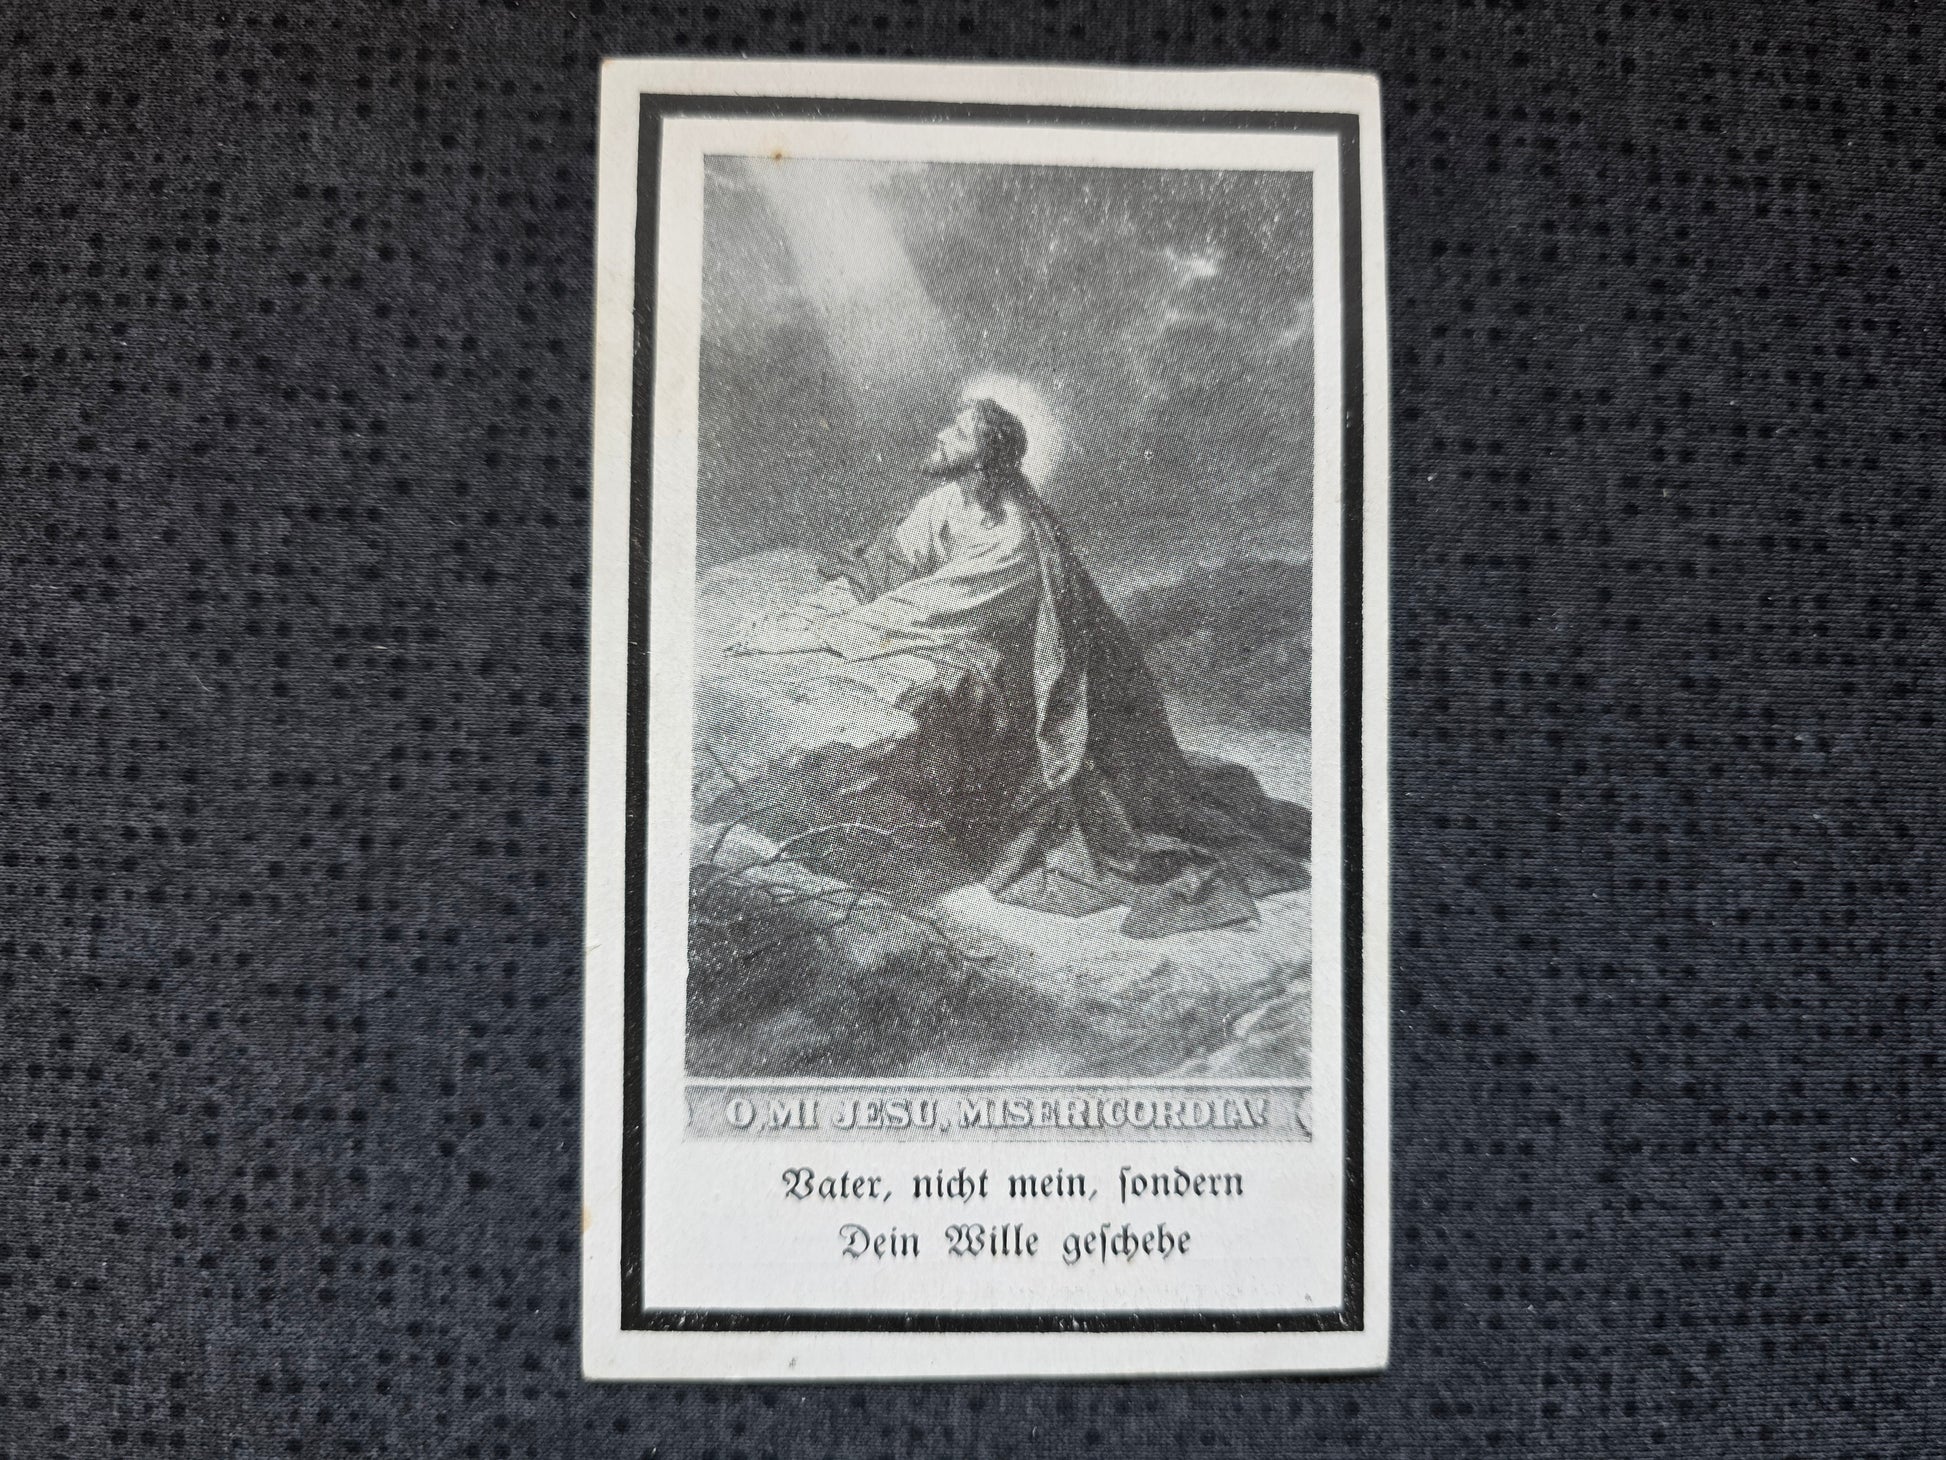 O, MI JESU, MISERICORDIA!
Vater, nicht mein, ſondern
Dein Wille geſchehe